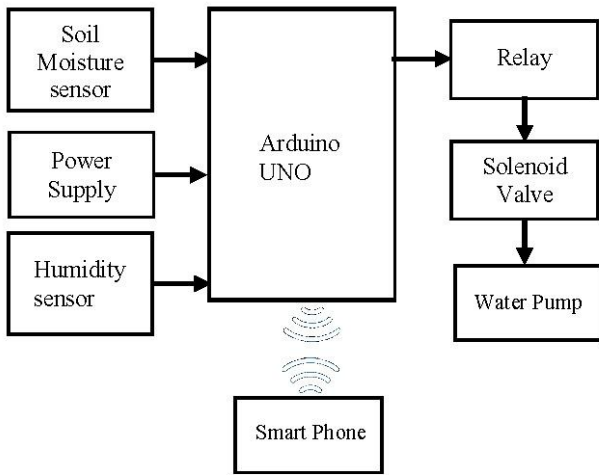 Soil
Moisture
sensor
Power
Supply
Humidity
sensor
Arduino
UNO
Relay
Solenoid
Valve
Water Pump
Smart Phone